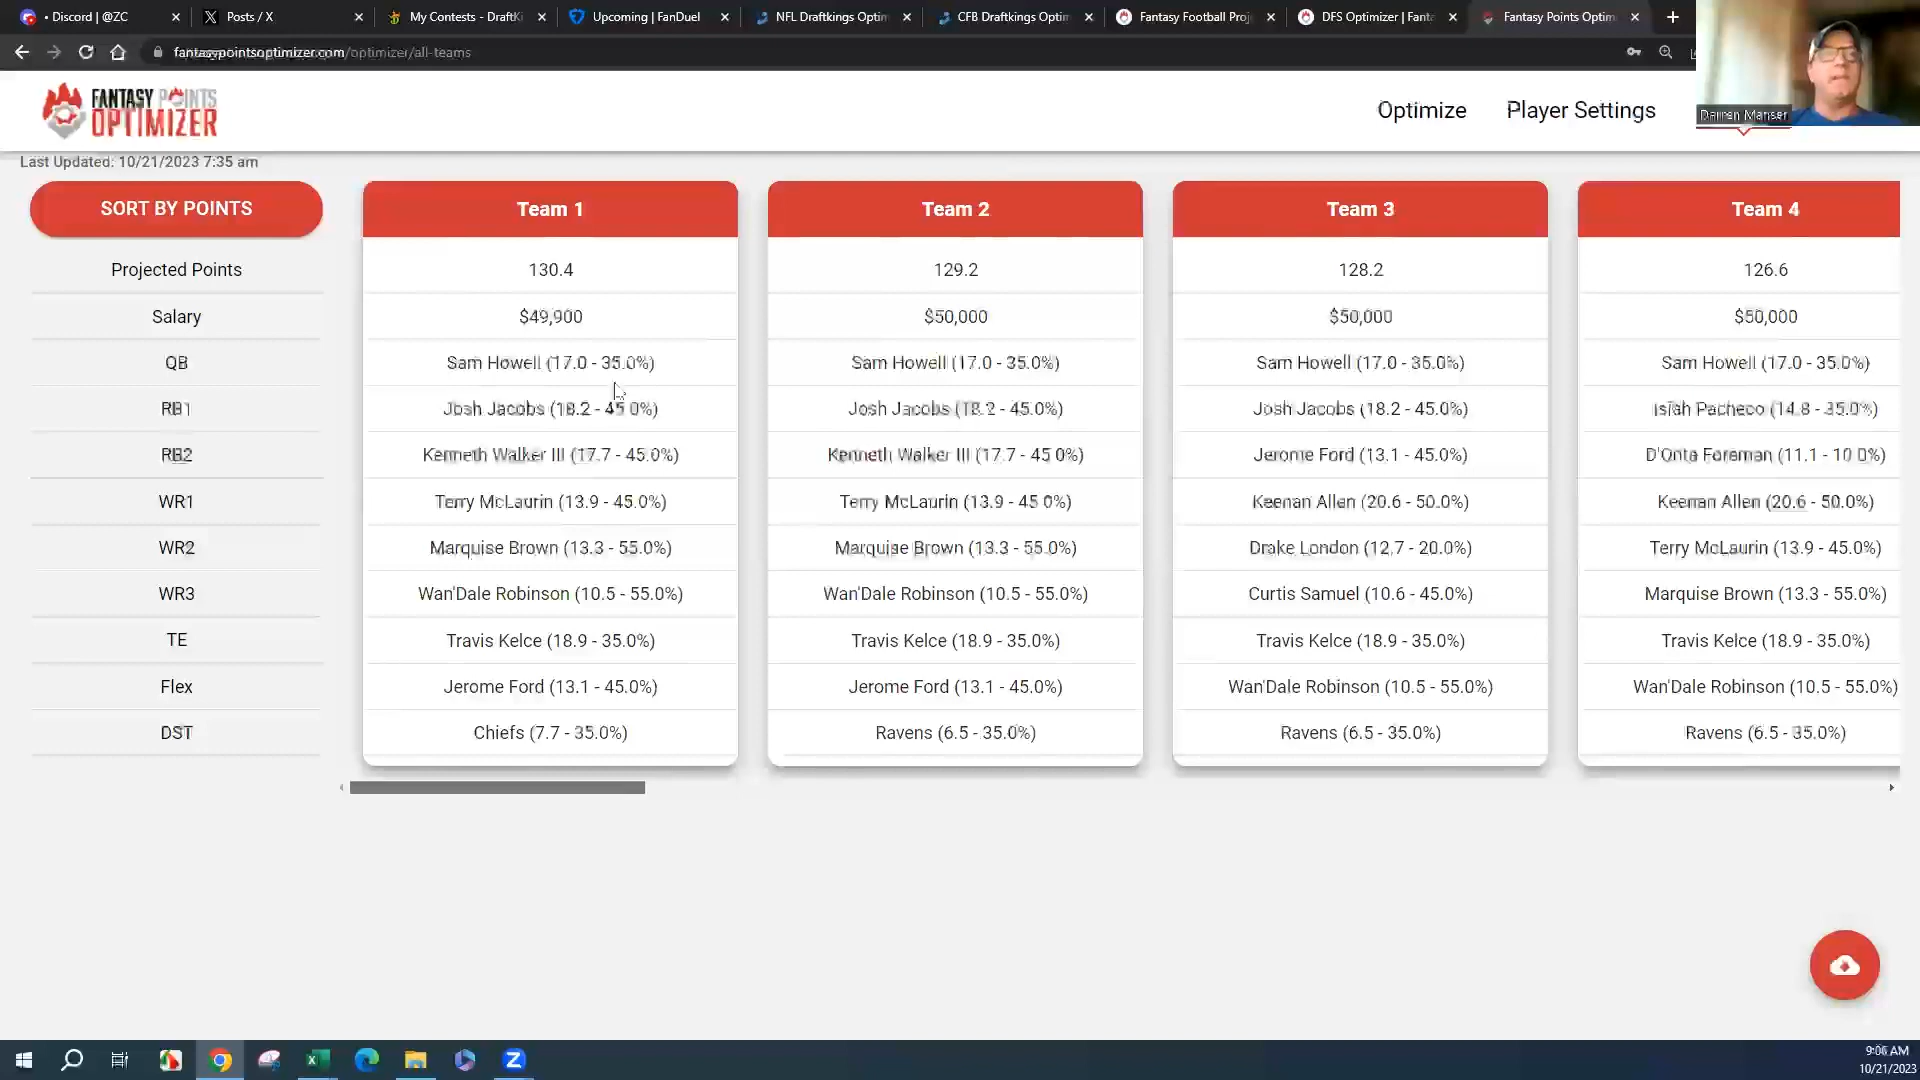 • Discord | @ZC
Posts / X
My Contests - DraftKi
Upcoming | FanDuel
NFL Draftkings Optim
CFB Draftkings Optim
Fantasy Football Proj
DFS Optimizer | Fanta
Fantasy Points Optim
fantasypointsoptimizer.com/optimizer/all-teams
FANTASY POINTS
OPTIMIZER
Optimize
Player Settings
Darren Manser
Last Updated: 10/21/2023 7:35 am
SORT BY POINTS
Team 1
Team 2
Team 3
Team 4
Projected Points
130.4
129.2
128.2
126.6
Salary
$49,900
$50,000
$50,000
$50,000
QB
Sam Howell (17.0 - 35.0%)
Sam Howell (17.0 - 35.0%)
Sam Howell (17.0 - 35.0%)
Sam Howell (17.0 - 35.0%)
RB1
Josh Jacobs (18.2 - 45.0%)
Josh Jacobs (18.2 - 45.0%)
Josh Jacobs (18.2 - 45.0%)
Isiah Pacheco (14.8 - 35.0%)
RB2
Kenneth Walker III (17.7 - 45.0%)
Kenneth Walker III (17.7 - 45.0%)
Jerome Ford (13.1 - 45.0%)
D'Onta Foreman (11.1 - 10.0%)
WR1
Terry McLaurin (13.9 - 45.0%)
Terry McLaurin (13.9 - 45.0%)
Keenan Allen (20.6 - 50.0%)
Keenan Allen (20.6 - 50.0%)
WR2
Marquise Brown (13.3 - 55.0%)
Marquise Brown (13.3 - 55.0%)
Drake London (12.7 - 20.0%)
Terry McLaurin (13.9 - 45.0%)
WR3
Wan'Dale Robinson (10.5 - 55.0%)
Wan'Dale Robinson (10.5 - 55.0%)
Curtis Samuel (10.6 - 45.0%)
Marquise Brown (13.3 - 55.0%)
TE
Travis Kelce (18.9 - 35.0%)
Travis Kelce (18.9 - 35.0%)
Travis Kelce (18.9 - 35.0%)
Travis Kelce (18.9 - 35.0%)
Flex
Jerome Ford (13.1 - 45.0%)
Jerome Ford (13.1 - 45.0%)
Wan'Dale Robinson (10.5 - 55.0%)
Wan'Dale Robinson (10.5 - 55.0%)
DST
Chiefs (7.7 - 35.0%)
Ravens (6.5 - 35.0%)
Ravens (6.5 - 35.0%)
Ravens (6.5 - 35.0%)
9:06 AM
10/21/2023